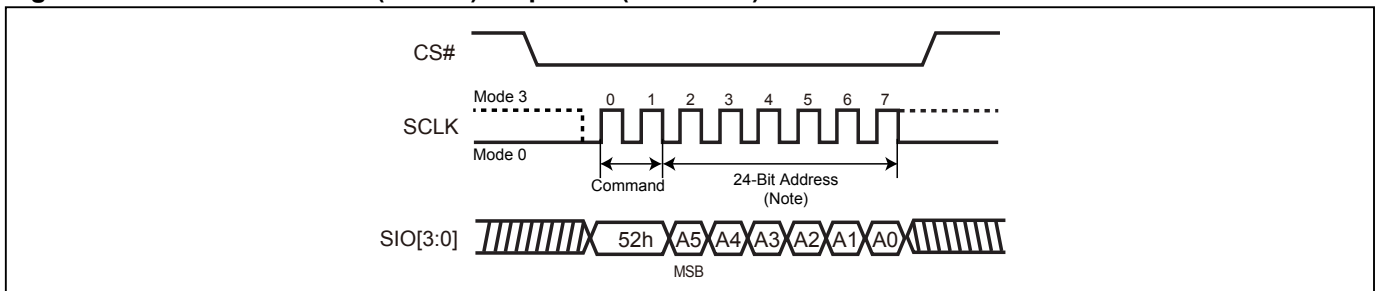 CS#
Mode 3
0 1 2 3 4 5 6 7
SCLK
Mode 0
Command
24-Bit Address
(Note)
SIO[3:0]
52h A5 A4 A3 A2 A1 A0
MSB